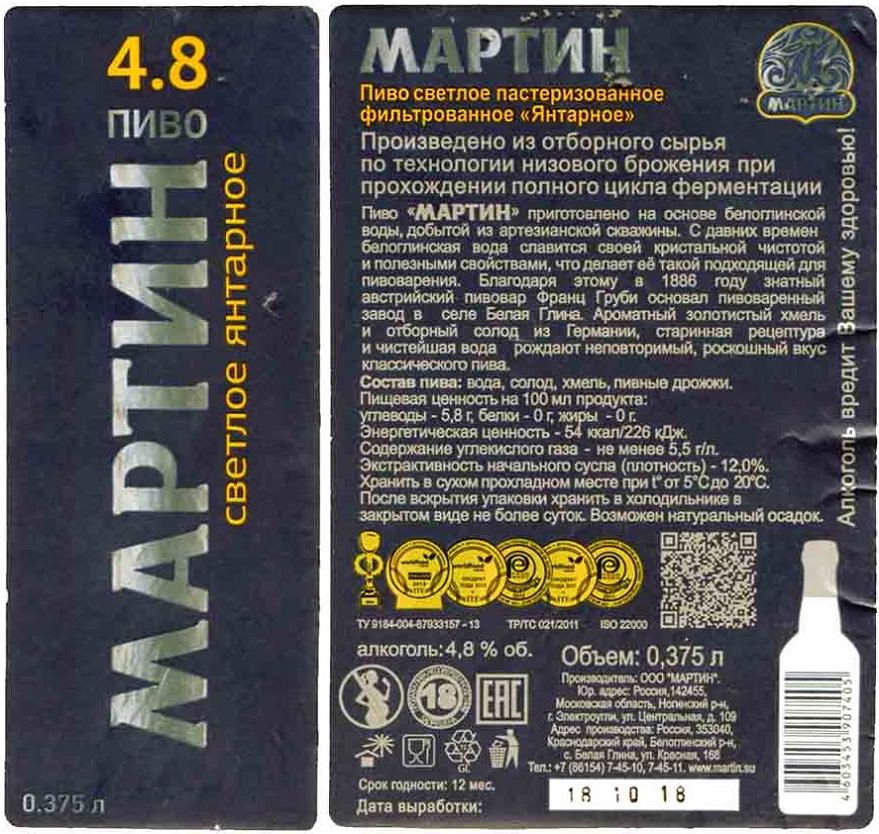 4.8
ПИВО
МАРТИН
светлое янтарное
0.375 л
МАРТИН
МАРТИН
Пиво светлое пастеризованное
фильтрованное «Янтарное»
Произведено из отборного сырья
по технологии низового брожения при
прохождении полного цикла ферментации
Пиво «МАРТИН» приготовлено на основе белоглинской
воды, добытой из артезианской скважины. С давних времен
белоглинская вода славится своей кристальной чистотой
и полезными свойствами, что делает её такой подходящей для
пивоварения. Благодаря этому в 1886 году знатный
австрийский пивовар Франц Груби основал пивоваренный
завод в селе Белая Глина. Ароматный золотистый хмель
и отборный солод из Германии, старинная рецептура
и чистейшая вода рождают неповторимый, роскошный вкус
классического пива.
Состав пива: вода, солод, хмель, пивные дрожжи.
Пищевая ценность на 100 мл продукта:
углеводы - 5,8 г, белки - 0 г, жиры - 0 г.
Энергетическая ценность - 54 ккал/226 кДж.
Содержание углекислого газа - не менее 5,5 г/л.
Экстрактивность начального сусла (плотность) - 12,0%.
Хранить в сухом прохладном месте при t° от 5°С до 20°С.
После вскрытия упаковки хранить в холодильнике в
закрытом виде не более суток. Возможен натуральный осадок.
Алкоголь вредит Вашему здоровью!
ТУ 9184-004-87933157 - 13 ТР/ТС 021/2011 ISO 22000
алкоголь: 4,8 % об.
Объем: 0,375 л
18
EAC
GL
Производитель: ООО "МАРТИН".
Юр. адрес: Россия,142455,
Московская область, Ногинский р-н,
г. Электроугли, ул. Центральная, д. 109
Адрес производства: Россия, 353040,
Краснодарский край, Белоглинский р-н,
с. Белая Глина, ул. Красная, 168
Тел.: +7 (86154) 7-45-10, 7-45-11. www.martin.su
Срок годности: 12 мес.
Дата выработки:
18 10 18
4 603453 907405